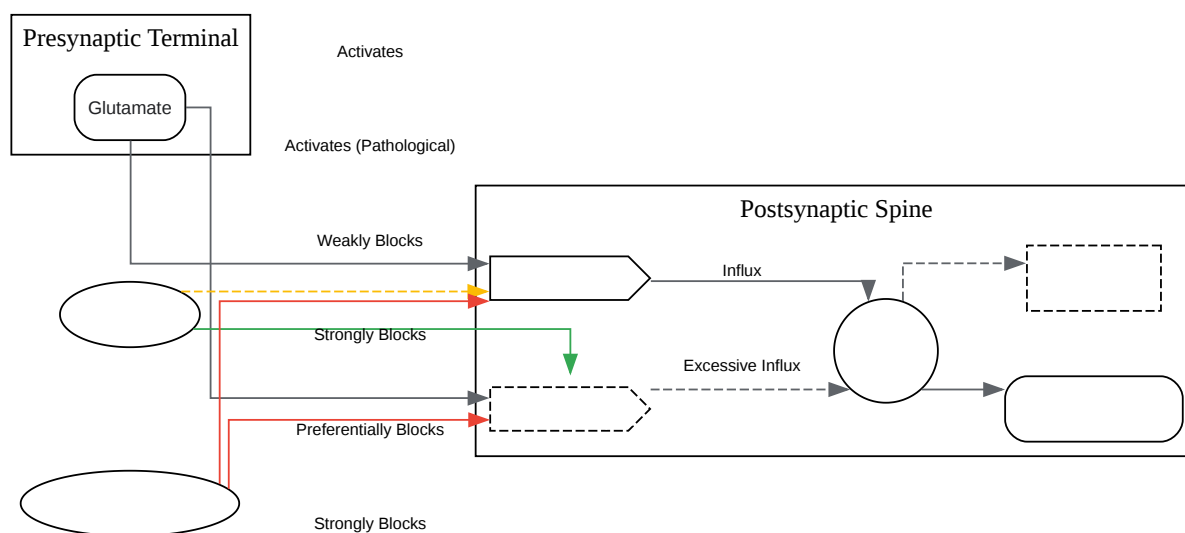 Presynaptic Terminal
Glutamate
Activates
Activates (Pathological)
Postsynaptic Spine
Weakly Blocks
Influx
Strongly Blocks
Excessive Influx
Preferentially Blocks
Strongly Blocks